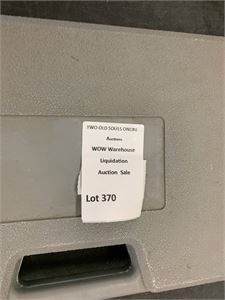 TWO OLD SOULS ONLINE
Auctions
WOW Warehouse
Liquidation
Auction Sale
Lot 370